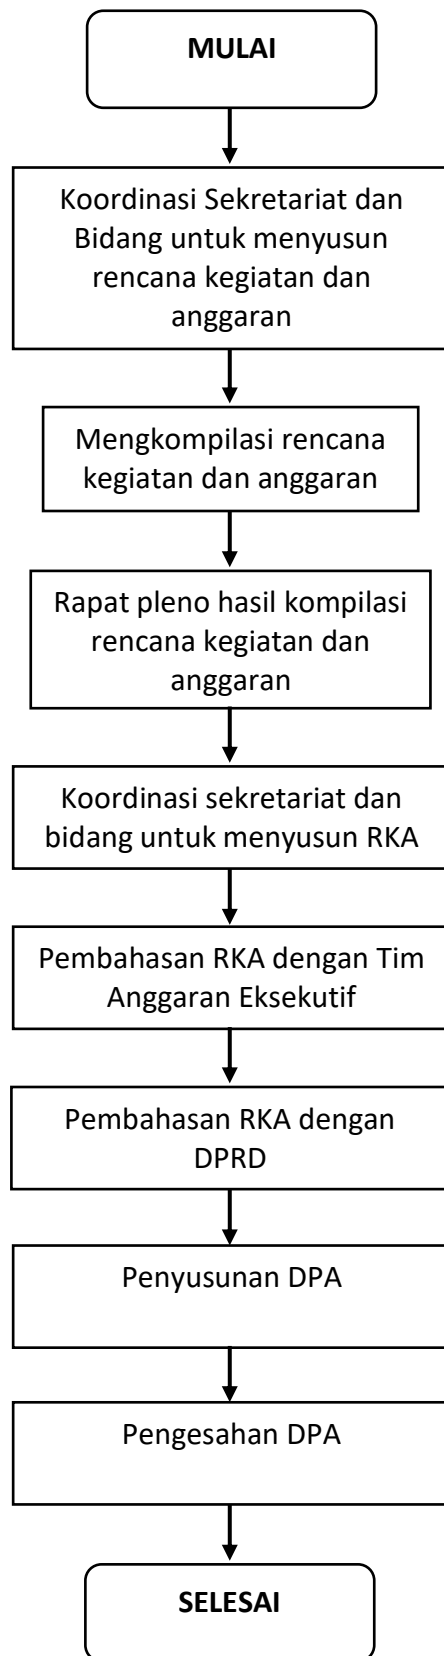 MULAI
Koordinasi Sekretariat dan
Bidang untuk menyusun
rencana kegiatan dan
anggaran
Mengkompilasi rencana
kegiatan dan anggaran
Rapat pleno hasil kompilasi
rencana kegiatan dan
anggaran
Koordinasi sekretariat dan
bidang untuk menyusun RKA
Pembahasan RKA dengan Tim
Anggaran Eksekutif
Pembahasan RKA dengan
DPRD
Penyusunan DPA
Pengesahan DPA
SELESAI